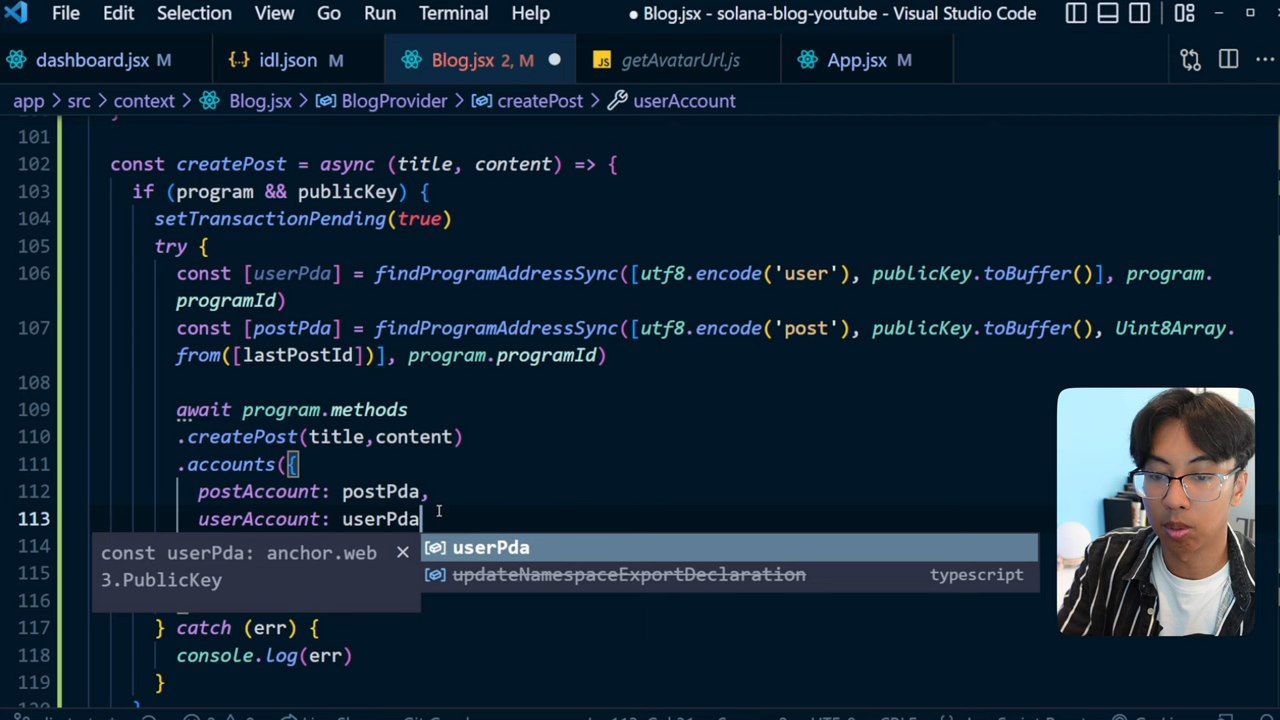 File Edit Selection View Go Run Terminal Help ● Blog.jsx - solana-blog-youtube - Visual Studio Code
dashboard.jsx M {..} idl.json M Blog.jsx 2, M JS getAvatarUrl.js App.jsx M
app > src > context > Blog.jsx > BlogProvider > createPost > userAccount
101
102 const createPost = async (title, content) => {
103 if (program && publicKey) {
104 setTransactionPending(true)
105 try {
106 const [userPda] = findProgramAddressSync([utf8.encode('user'), publicKey.toBuffer()], program.
programId)
107 const [postPda] = findProgramAddressSync([utf8.encode('post'), publicKey.toBuffer(), Uint8Array.
from([lastPostId])], program.programId)
108
109 await program.methods
110 .createPost(title,content)
111 .accounts({
112 postAccount: postPda,
113 userAccount: userPda
114 const userPda: anchor.web × userPda
115 3.PublicKey updateNamespaceExportDeclaration typescript
116
117 } catch (err) {
118 console.log(err)
119 }